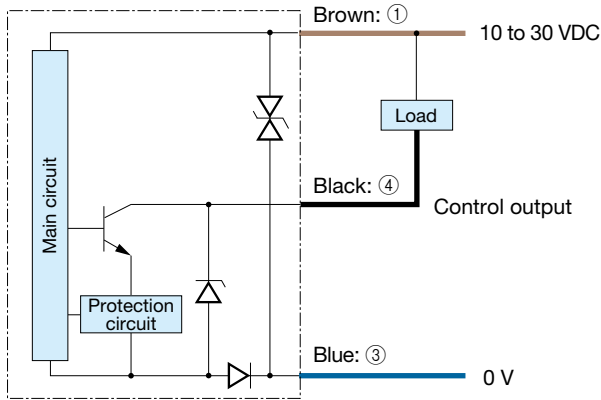 Brown: ①
10 to 30 VDC
Load
Main circuit
Black: ④
Control output
Protection
circuit
Blue: ③
0 V